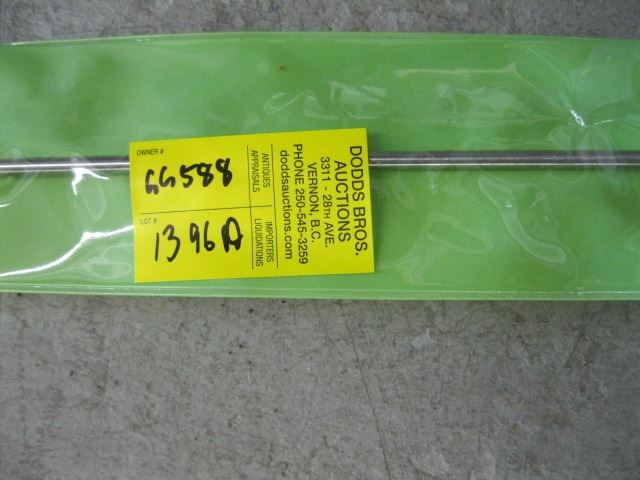 OWNER #
GG588
LOT #
1396A
ANTIQUES
APPRAISALS
IMPORTERS
LIQUIDATIONS
DODDS BROS.
AUCTIONS
3311 - 28TH AVE.
VERNON, B.C.
PHONE 250-545-3259
doddsauctions.com